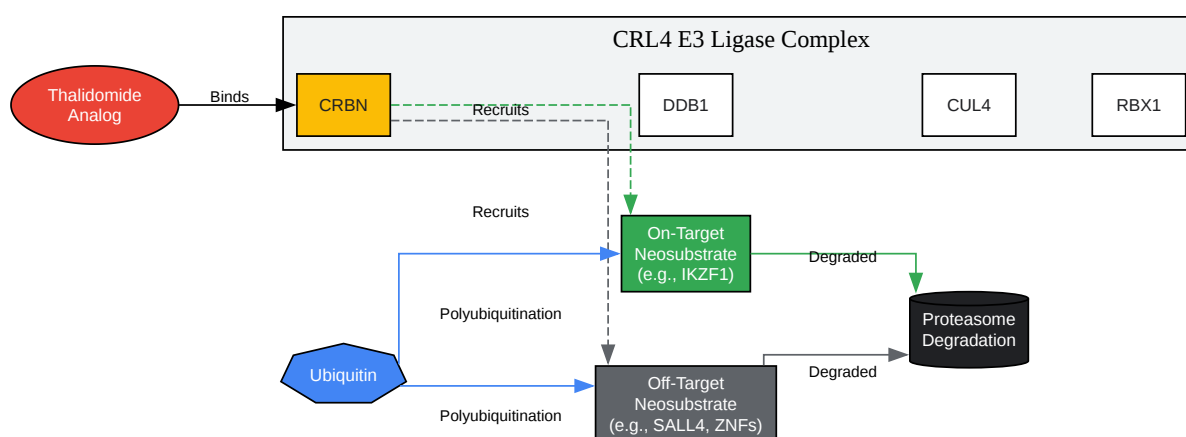 CRL4 E3 Ligase Complex
Thalidomide
Analog
Binds
CRBN
Recruits
DDB1
CUL4
RBX1
Recruits
On-Target
Neosubstrate
(e.g., IKZF1)
Degraded
Polyubiquitination
Proteasome
Degradation
Ubiquitin
Off-Target
Neosubstrate
(e.g., SALL4, ZNFs)
Degraded
Polyubiquitination